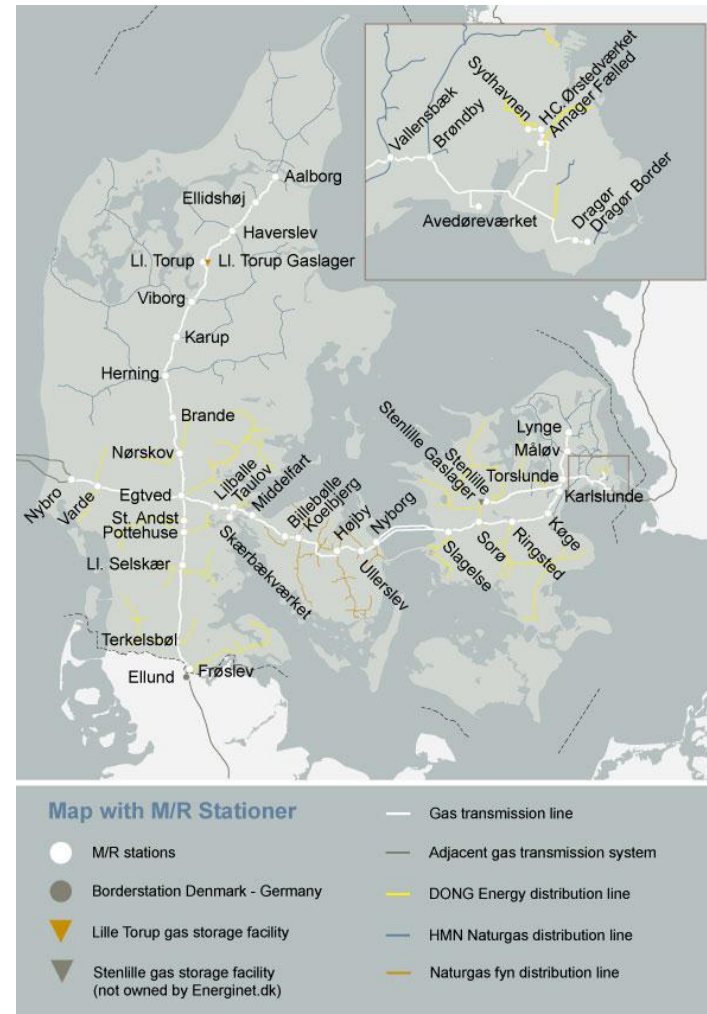 Sydhavnen
H.C. Ørstedværket
Amager Fælled
Vallensbæk
Brøndby
Avedøreværket
Dragør
Dragør Border
Aalborg
Ellidshøj
Haverslev
Ll. Torup
Ll. Torup Gaslager
Viborg
Karup
Herning
Brande
Nørskov
Nybro
Varde
Egtved
St. Andst
Pottehuse
Ll. Selskær
Terkelsbøl
Ellund
Frøslev
Lilballe
Taulov
Middelfart
Skærbækværket
Billebølle
Koelbjerg
Højby
Nyborg
Ullerslev
Stenlille
Stenlille Gaslager
Lynge
Måløv
Torslunde
Karlslunde
Køge
Ringsted
Sorø
Slagelse
Map with M/R Stationer
M/R stations
Borderstation Denmark - Germany
Lille Torup gas storage facility
Stenlille gas storage facility
(not owned by Energinet.dk)
Gas transmission line
Adjacent gas transmission system
DONG Energy distribution line
HMN Naturgas distribution line
Naturgas fyn distribution line